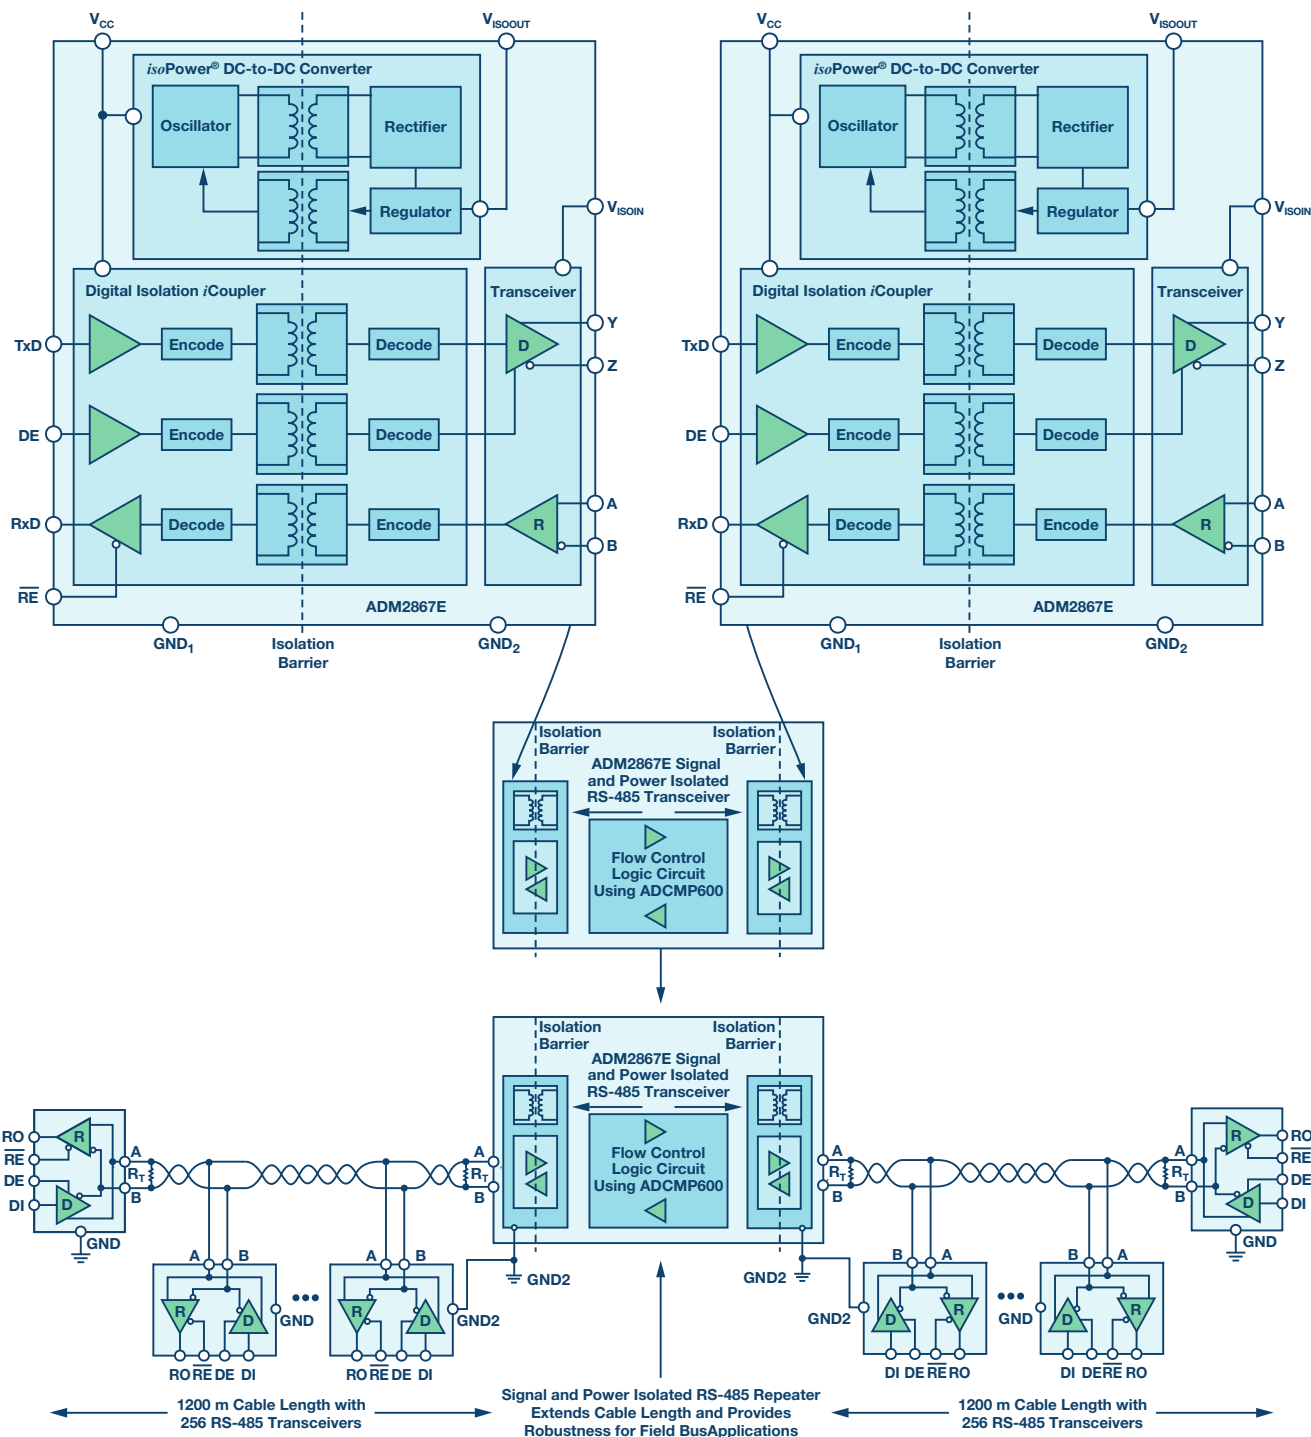 VCC
VISOOUT
isoPower® DC-to-DC Converter
Oscillator
Rectifier
Regulator
VISOIN
Digital Isolation iCoupler
Transceiver
TxD
Encode
Decode
D
Y
Z
DE
Encode
Decode
RxD
Decode
Encode
R
A
B
RE
ADM2867E
GND1
Isolation
Barrier
GND2
VCC
VISOOUT
isoPower® DC-to-DC Converter
Oscillator
Rectifier
Regulator
VISOIN
Digital Isolation iCoupler
Transceiver
TxD
Encode
Decode
D
Y
Z
DE
Encode
Decode
RxD
Decode
Encode
R
A
B
RE
ADM2867E
GND1
Isolation
Barrier
GND2
Isolation
Barrier
Isolation
Barrier
ADM2867E Signal
and Power Isolated
RS-485 Transceiver
Flow Control
Logic Circuit
Using ADCMP600
Isolation
Barrier
Isolation
Barrier
ADM2867E Signal
and Power Isolated
RS-485 Transceiver
Flow Control
Logic Circuit
Using ADCMP600
RO
RE
DE
DI
R
D
GND
A
RT
B
A
RT
B
A
RT
B
A
RT
B
R
D
RO
RE
DE
DI
GND
A
B
R
D
GND
RO
RE
DE
DI
A
B
R
D
GND2
RO
RE
DE
DI
GND2
GND2
B
A
D
R
GND2
DI
DE
RE
RO
B
A
D
R
GND
DI
DE
RE
RO
1200 m Cable Length with
256 RS-485 Transceivers
Signal and Power Isolated RS-485 Repeater
Extends Cable Length and Provides
Robustness for Field BusApplications
1200 m Cable Length with
256 RS-485 Transceivers